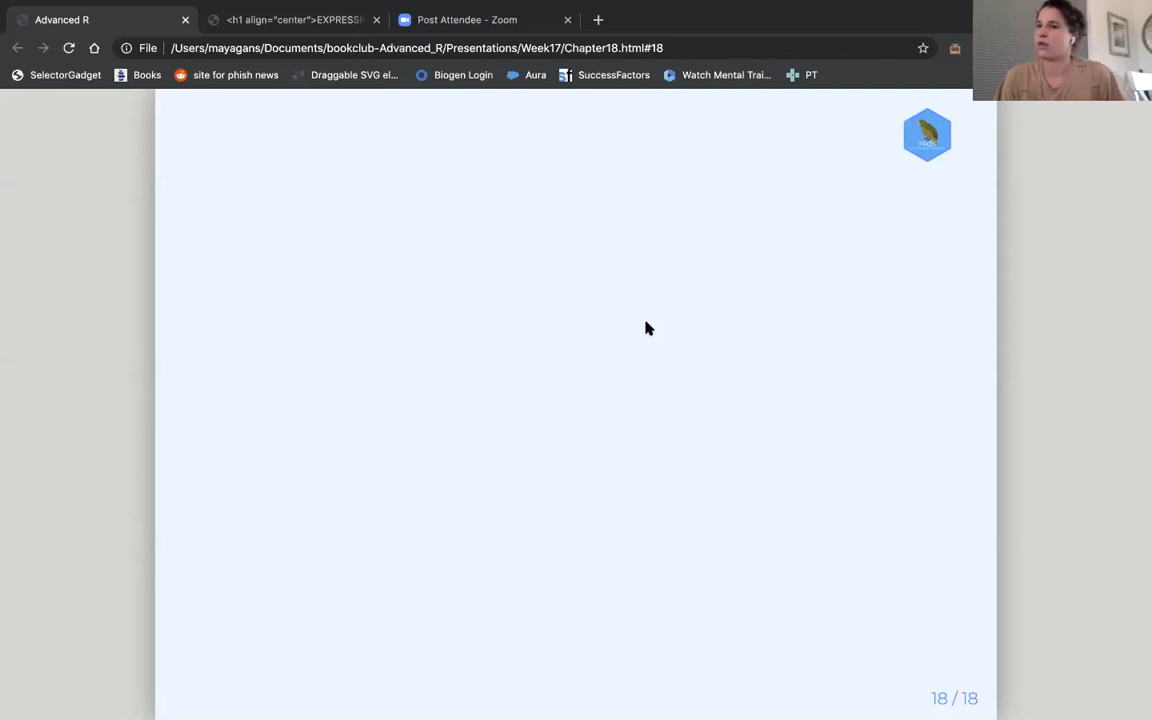 Advanced R
<h1 align="center">EXPRESSI
Post Attendee - Zoom
File
/Users/mayagans/Documents/bookclub-Advanced_R/Presentations/Week17/Chapter18.html#18
SelectorGadget
Books
site for phish news
Draggable SVG el...
Biogen Login
Aura
SuccessFactors
Watch Mental Trai...
PT
r4ds
18 / 18